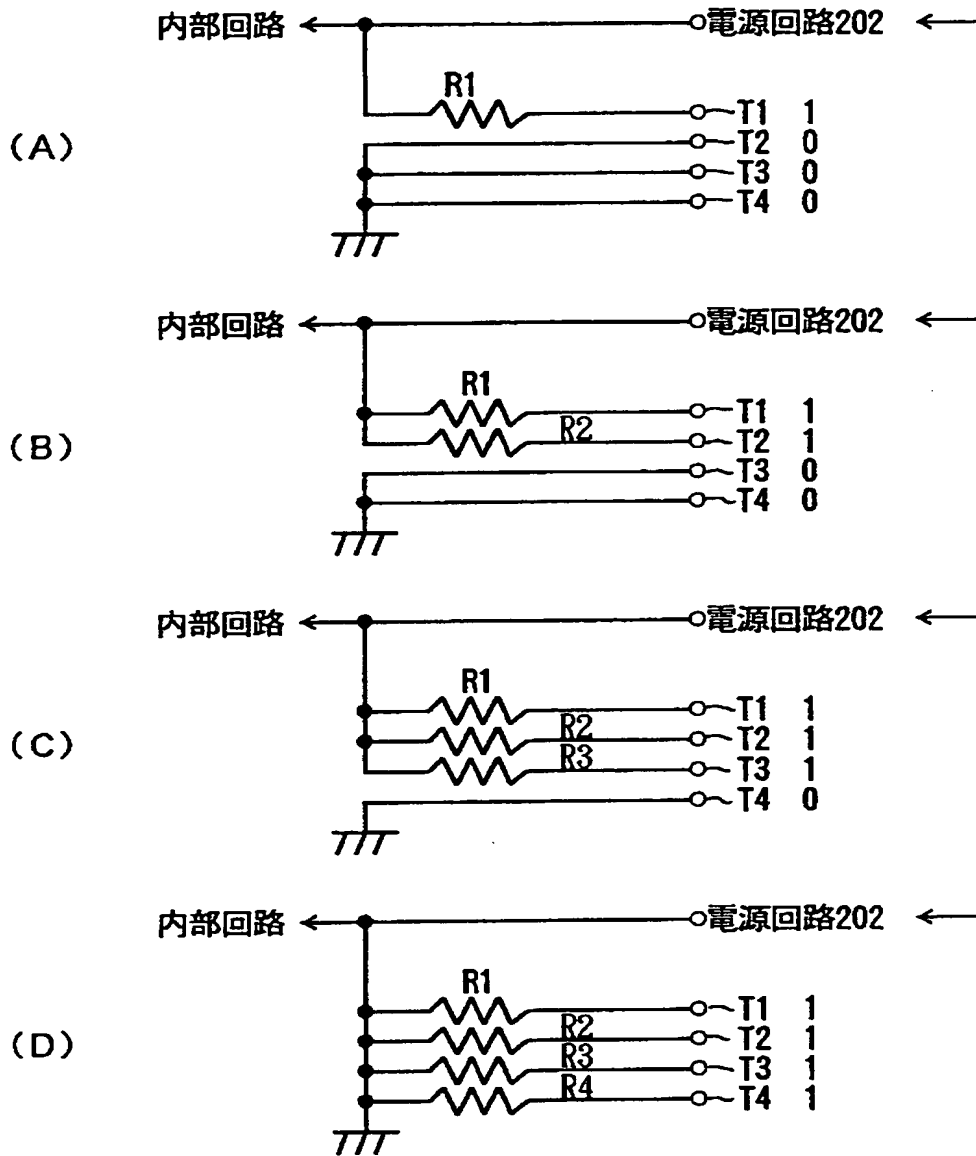 内部回路 電源回路202
R1
(A)
T1 1
T2 0
T3 0
T4 0
内部回路 電源回路202
R1
(B)
T1 1
R2 T2 1
T3 0
T4 0
内部回路 電源回路202
R1
(C)
T1 1
R2 T2 1
R3 T3 1
T4 0
内部回路 電源回路202
R1
(D)
T1 1
R2 T2 1
R3 T3 1
R4 T4 1